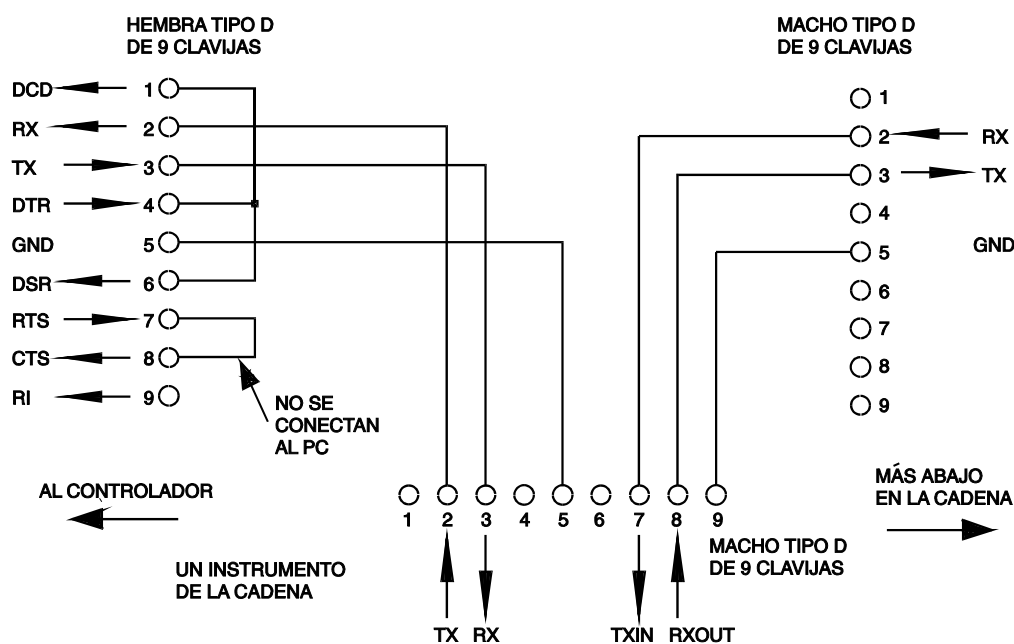 HEMBRA TIPO D
DE 9 CLAVIJAS
MACHO TIPO D
DE 9 CLAVIJAS
DCD 1
RX 2
TX 3
DTR 4
GND 5
DSR 6
RTS 7
CTS 8
RI 9
1
2 RX
3 TX
4
5 GND
6
7
8
9
NO SE
CONECTAN
AL PC
AL CONTROLADOR
MÁS ABAJO
EN LA CADENA
1 2 3 4 5 6 7 8 9
MACHO TIPO D
DE 9 CLAVIJAS
UN INSTRUMENTO
DE LA CADENA
TX RX TXIN RXOUT